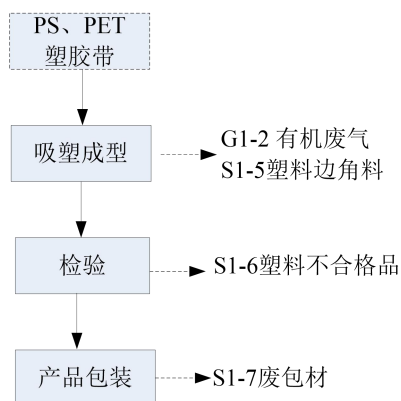 PS、PET
塑胶带
吸塑成型
G1-2 有机废气
S1-5塑料边角料
检验
S1-6塑料不合格品
产品包装
S1-7废包材